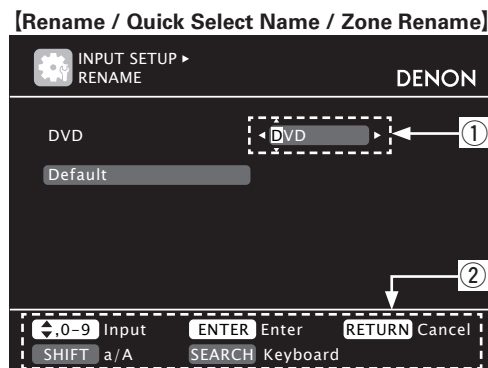 [Rename / Quick Select Name / Zone Rename]
INPUT SETUP ▸
RENAME
DENON
DVD ◂ DVD ▸ ①
Default
②
,0–9 Input ENTER Enter RETURN Cancel
SHIFT a/A SEARCH Keyboard